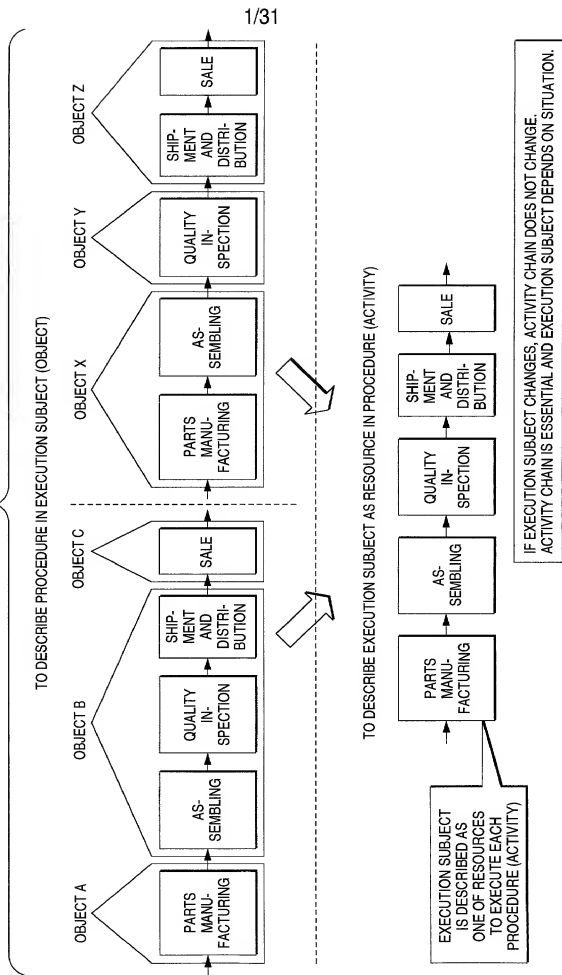 1/31
TO DESCRIBE PROCEDURE IN EXECUTION SUBJECT (OBJECT)
OBJECT A
PARTS
MANU-
FACTURING
OBJECT B
AS-
SEMBLING
QUALITY
IN-
SPECTION
SHIP-
MENT
AND
DISTRI-
BUTION
OBJECT C
SALE
OBJECT X
PARTS
MANU-
FACTURING
AS-
SEMBLING
OBJECT Y
QUALITY
IN-
SPECTION
OBJECT Z
SHIP-
MENT
AND
DISTRI-
BUTION
SALE
TO DESCRIBE EXECUTION SUBJECT AS RESOURCE IN PROCEDURE (ACTIVITY)
PARTS
MANU-
FACTURING
AS-
SEMBLING
QUALITY
IN-
SPECTION
SHIP-
MENT
AND
DISTRI-
BUTION
SALE
EXECUTION SUBJECT
IS DESCRIBED AS
ONE OF RESOURCES
TO EXECUTE EACH
PROCEDURE (ACTIVITY)
IF EXECUTION SUBJECT CHANGES, ACTIVITY CHAIN DOES NOT CHANGE.
ACTIVITY CHAIN IS ESSENTIAL AND EXECUTION SUBJECT DEPENDS ON SITUATION.